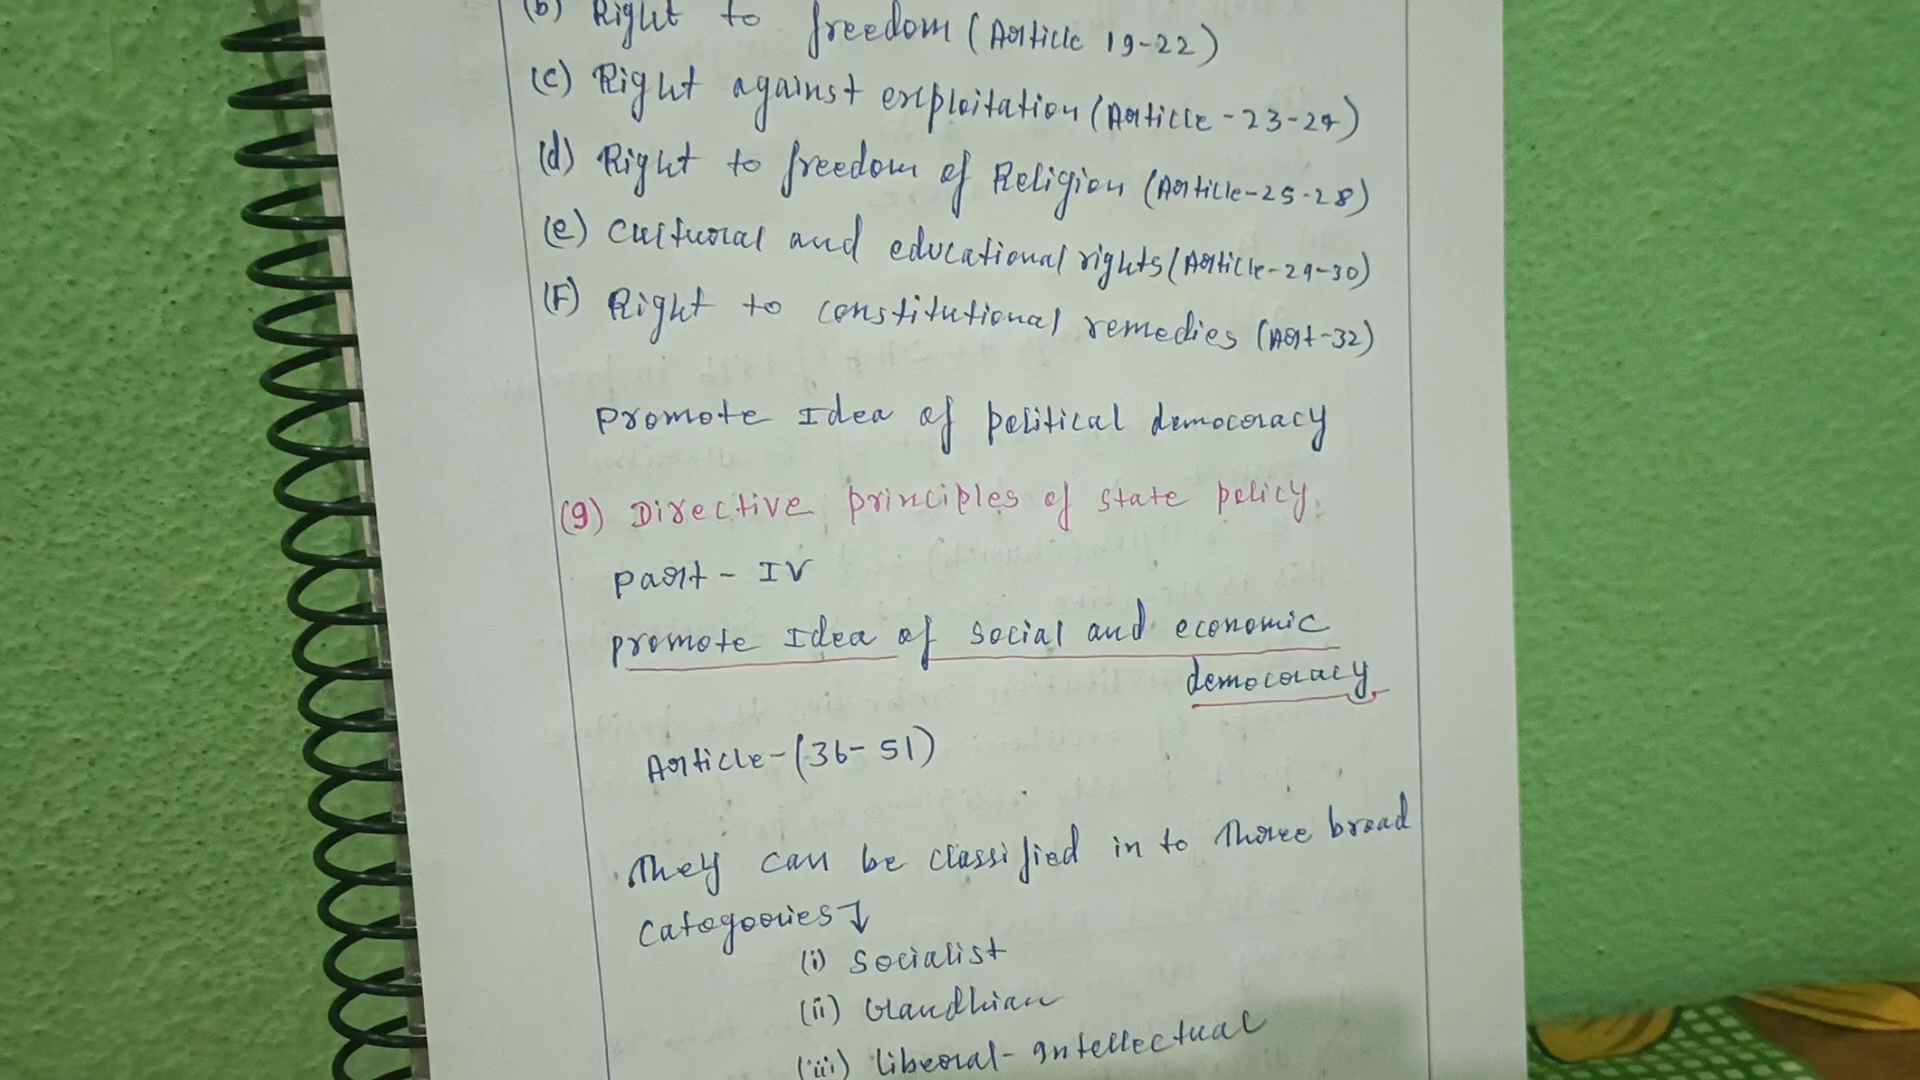 (b) Right to freedom (Article 19-22)
(c) Right against exploitation (Article - 23-24)
(d) Right to freedom of Religion (Article-25-28)
(e) Cultural and educational rights (Article-29-30)
(F) Right to constitutional remedies (Art-32)
Promote Idea of political democracy
(9) Directive principles of state policy.
Part - IV
promote Idea of social and economic
democracy.
Article-(36-51)
They can be classified in to three broad
Categories ↓
(i) Socialist
(ii) Gandhian
(iii) liberal-Intellectual